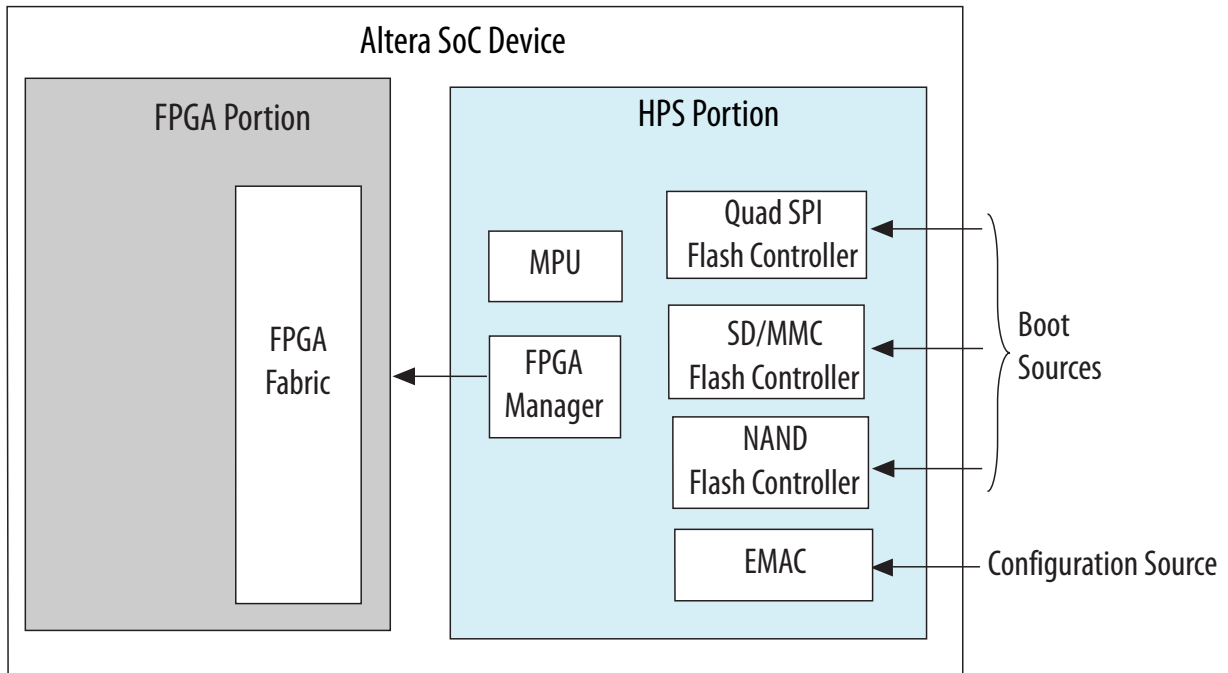 Altera SoC Device
FPGA Portion
HPS Portion
FPGA
Fabric
MPU
FPGA
Manager
Quad SPI
Flash Controller
SD/MMC
Flash Controller
NAND
Flash Controller
EMAC
Boot
Sources
Configuration Source